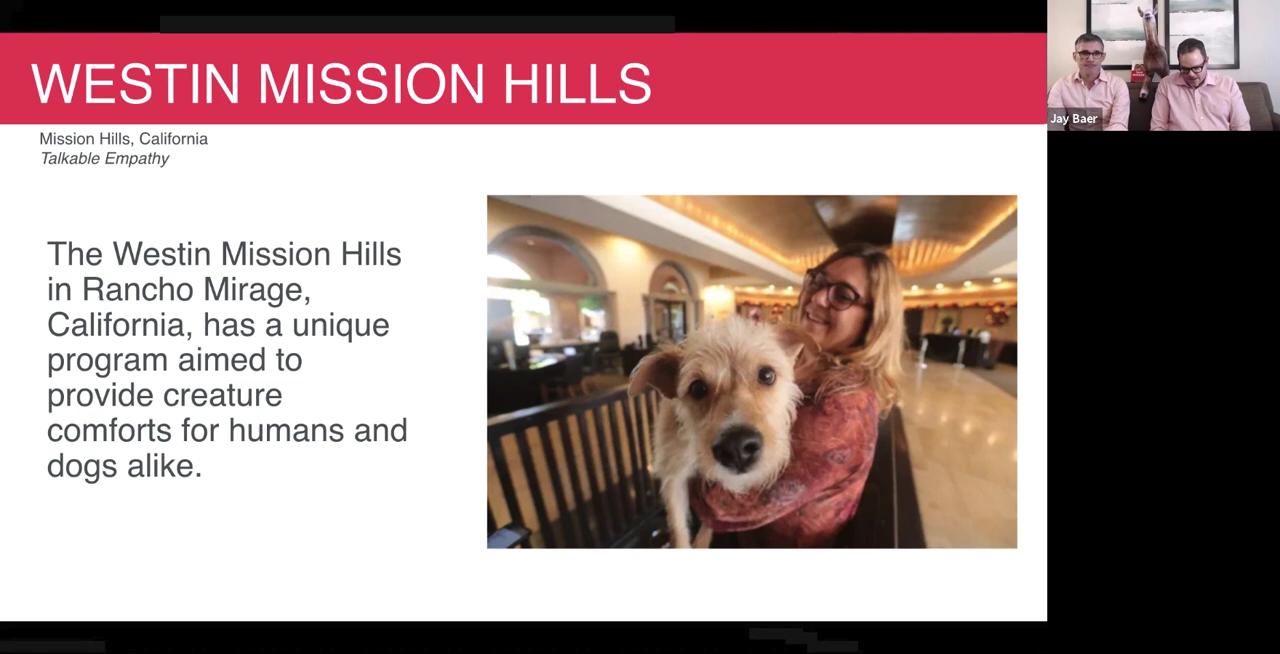 WESTIN MISSION HILLS
Mission Hills, California
Talkable Empathy
The Westin Mission Hills
in Rancho Mirage,
California, has a unique
program aimed to
provide creature
comforts for humans and
dogs alike.
Jay Baer